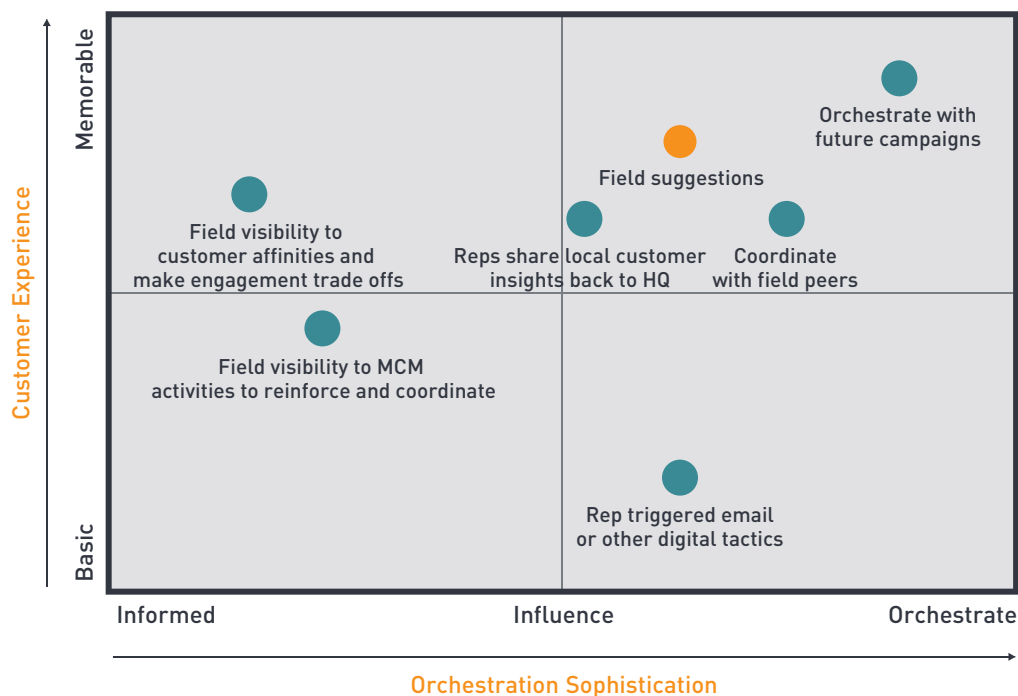 Customer Experience
Memorable
Basic
Orchestrate with
future campaigns
Field suggestions
Field visibility to
customer affinities and
make engagement trade offs
Reps share local customer
insights back to HQ
Coordinate
with field peers
Field visibility to MCM
activities to reinforce and coordinate
Rep triggered email
or other digital tactics
Informed
Influence
Orchestrate
Orchestration Sophistication